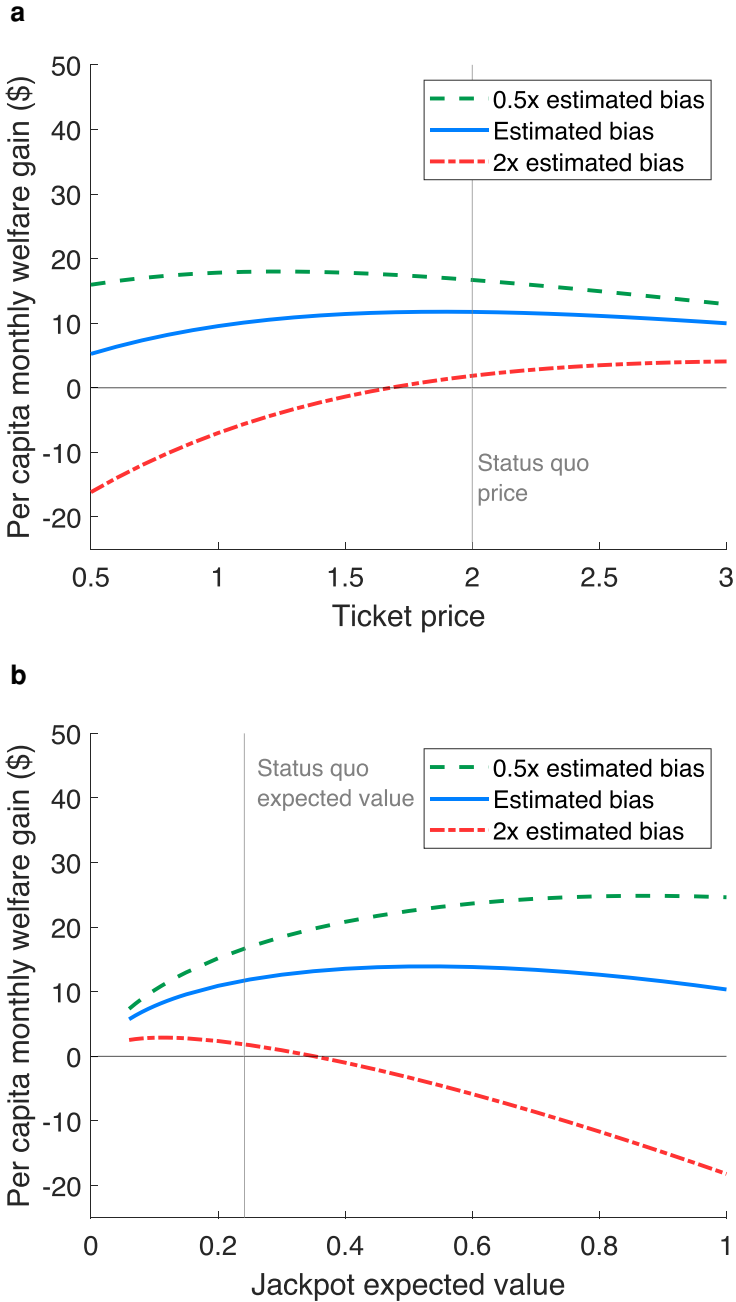 a
Per capita monthly welfare gain ($)
50
40
30
20
10
0
-10
-20
0.5x estimated bias
Estimated bias
2x estimated bias
Status quo
price
0.5
1
1.5
2
2.5
3
Ticket price
b
Per capita monthly welfare gain ($)
50
40
30
20
10
0
-10
-20
Status quo
expected value
0.5x estimated bias
Estimated bias
2x estimated bias
0
0.2
0.4
0.6
0.8
1
Jackpot expected value